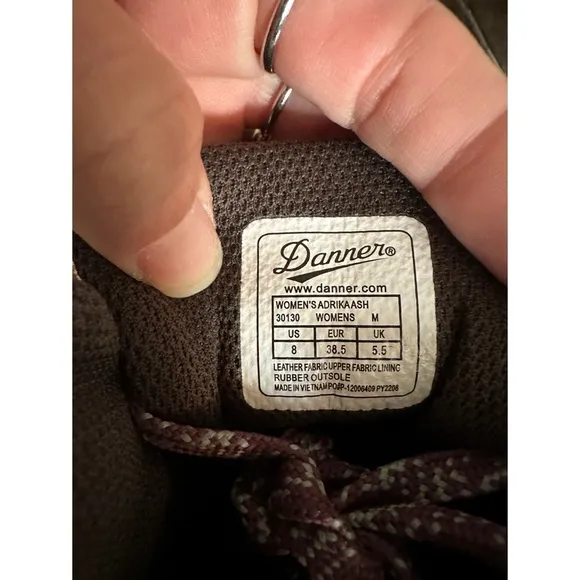 Danner®
www.danner.com
WOMEN'S ADRIKA ASH
30130 WOMENS M
US EUR UK
8 38.5 5.5
LEATHER FABRIC UPPER FABRIC LINING
RUBBER OUTSOLE
MADE IN VIETNAM PO#P-12006409 PY2208